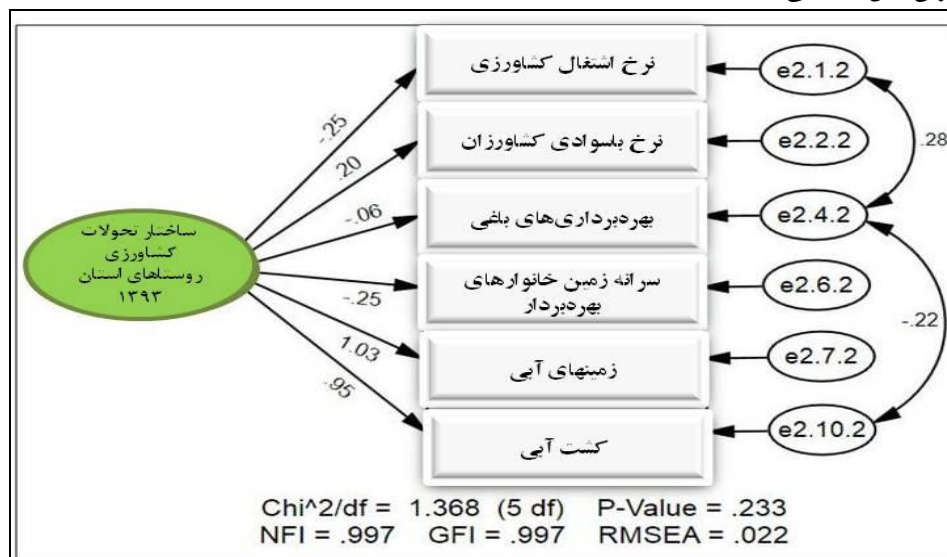 نرخ اشتغال کشاورزی
e2.1.2
-.25
.28
نرخ باسوادی کشاورزان
e2.2.2
.20
بهره‌برداری‌های باغی
e2.4.2
-.06
ساختار تحولات
کشاورزی
روستاهای استان
۱۳۹۳
سرانه زمین خانوارهای
بهره‌بردار
e2.6.2
-.25
-.22
زمینهای آبی
e2.7.2
1.03
کشت آبی
e2.10.2
.95
Chi^2/df = 1.368 (5 df) P-Value = .233
NFI = .997 GFI = .997 RMSEA = .022